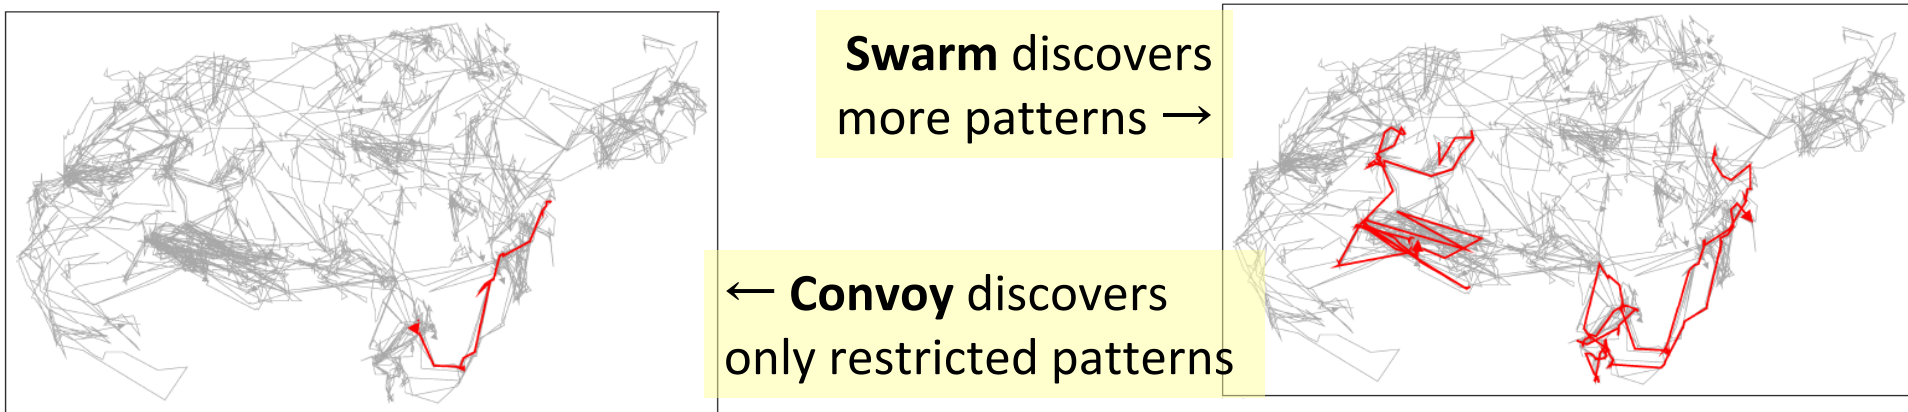 Swarm discovers
more patterns →
← Convoy discovers
only restricted patterns